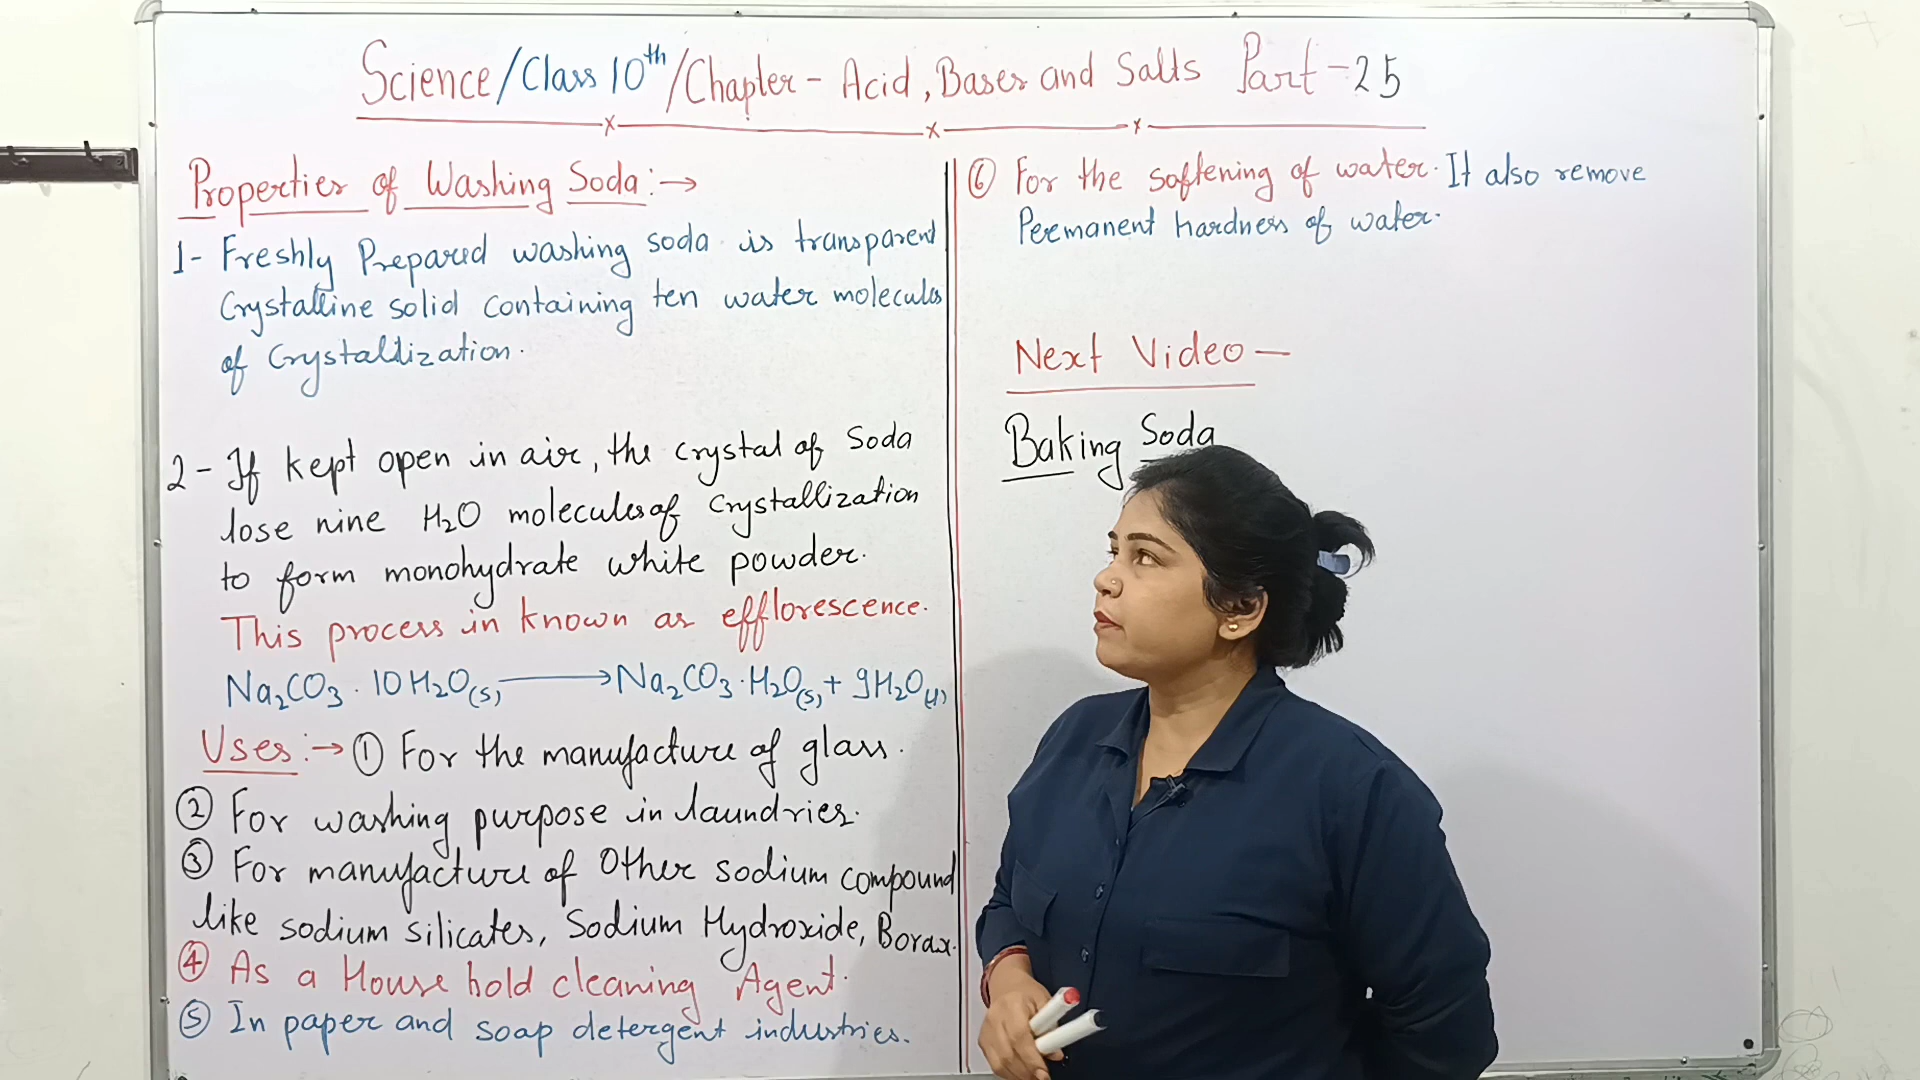 Science/Class 10th/Chapter - Acid, Bases and Salts Part - 25
Properties of Washing Soda :→
1- Freshly Prepared washing soda is transparent
Crystalline solid containing ten water molecules
of Crystallization.
2- If kept open in air, the crystal of Soda
lose nine H₂O molecules of Crystallization
to form monohydrate white powder.
This process in known as efflorescence.
Na₂CO₃ · 10H₂O(s) ⟶ Na₂CO₃·H₂O(s) + 9H₂O(l)
Uses :→ ① For the manufacture of glass.
② For washing purpose in laundries.
③ For manufacture of Other sodium compound
like sodium silicates, Sodium Hydroxide, Borax.
④ As a House hold cleaning Agent.
⑤ In paper and soap detergent industries.
⑥ For the softening of water. It also remove
Permanent hardness of water.
Next Video —
Baking Soda